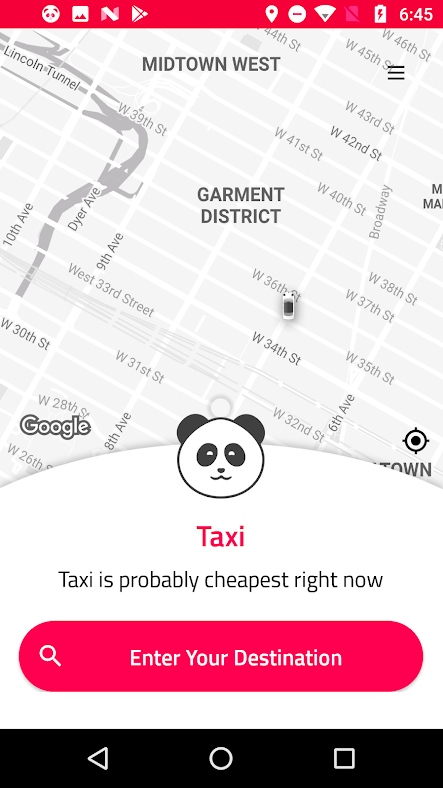 6:45
W 44th St
W 46th St
W 45th St
MIDTOWN WEST
Lincoln Tunnel
W 39th St
W 43rd St
W 41st St
W 42nd St
GARMENT
DISTRICT
W 40th St
Broadway
10th Ave
Dyer Ave
9th Ave
West 33rd Street
W 36th St
W 38th St
W 37th St
W 30th St
W 34th St
W 35th St
W 31st St
W 28th St
8th Ave
W 32nd St
6th Ave
Google
W 26th St
Taxi
Taxi is probably cheapest right now
Enter Your Destination